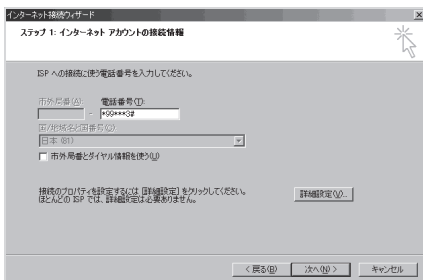 インターネット接続ウィザード
ステップ 1: インターネット アカウントの接続情報
ISP への接続に使う電話番号を入力してください。
市外局番(A): 電話番号(T):
- *99***3#
国/地域名と国番号(O)
日本 (81)
市外局番とダイヤル情報を使う(U)
接続のプロパティを設定するには [詳細設定] をクリックしてください。
ほとんどの ISP では、詳細設定は必要ありません。
詳細設定(V)...
< 戻る(B) 次へ(N) > キャンセル